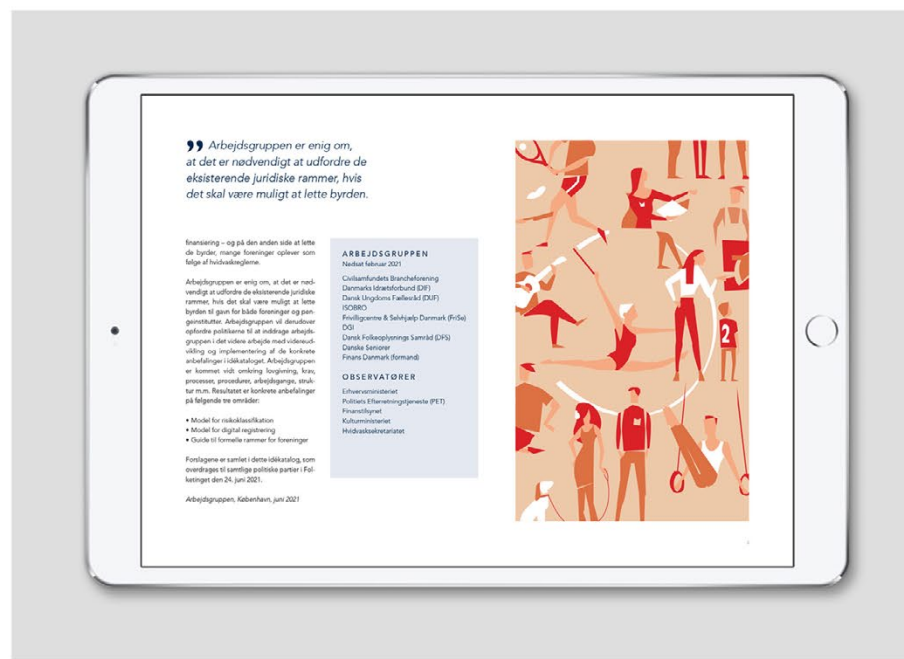 ”Arbejdsgruppen er enig om,
at det er nødvendigt at udfordre de
eksisterende juridiske rammer, hvis
det skal være muligt at lette byrden.
finansiering – og på den anden side at lette
de byrder, mange foreninger oplever som
følge af hvidvaskreglerne.
Arbejdsgruppen er enig om, at det er nød-
vendigt at udfordre de eksisterende juridiske
rammer, hvis det skal være muligt at lette
byrden til gavn for både foreninger og pen-
geinstitutter. Arbejdsgruppen vil derudover
opfordre politikerne til at inddrage arbejds-
gruppen i det videre arbejde med videreud-
vikling og implementering af de konkrete
anbefalinger i idékataloget. Arbejdsgruppen
er kommet vidt omkring lovgivning, krav,
processer, procedurer, arbejdsgange, struk-
tur m.m. Resultatet er konkrete anbefalinger
på følgende tre områder:
• Model for risikoklassifikation
• Model for digital registrering
• Guide til formelle rammer for foreninger
Forslagene er samlet i dette idékatalog, som
overdrages til samtlige politiske partier i Fol-
ketinget den 24. juni 2021.
Arbejdsgruppen, København, juni 2021
ARBEJDSGRUPPEN
Nedsat februar 2021
Civilsamfundets Brancheforening
Danmarks Idrætsforbund (DIF)
Dansk Ungdoms Fællesråd (DUF)
ISOBRO
Frivilligcentre & Selvhjælp Danmark (FriSe)
DGI
Dansk Folkeoplysnings Samråd (DFS)
Danske Seniorer
Finans Danmark (formand)
OBSERVATØRER
Erhvervsministeriet
Politiets Efterretningstjeneste (PET)
Finanstilsynet
Kulturministeriet
Hvidvasksekretariatet
2